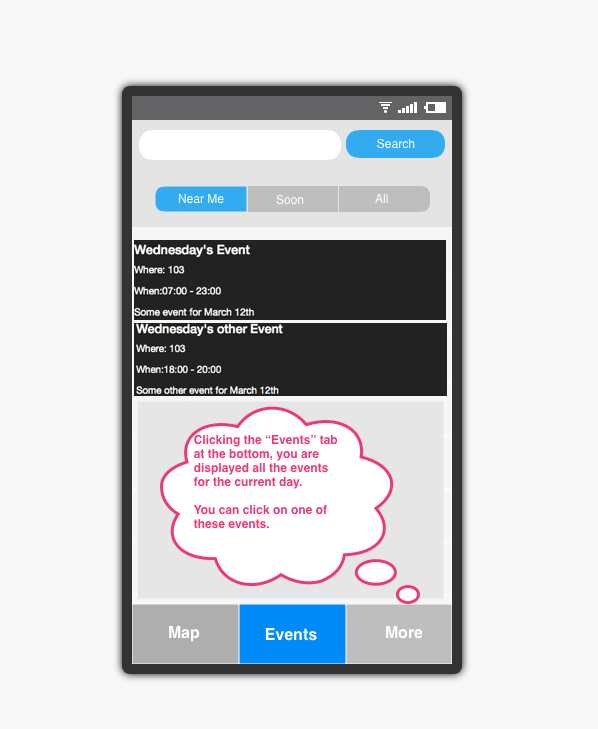 Search
Near Me Soon All
Wednesday's Event
Where: 103
When:07:00 - 23:00
Some event for March 12th
Wednesday's other Event
Where: 103
When:18:00 - 20:00
Some other event for March 12th
Clicking the “Events” tab
at the bottom, you are
displayed all the events
for the current day.
You can click on one of
these events.
Map Events More